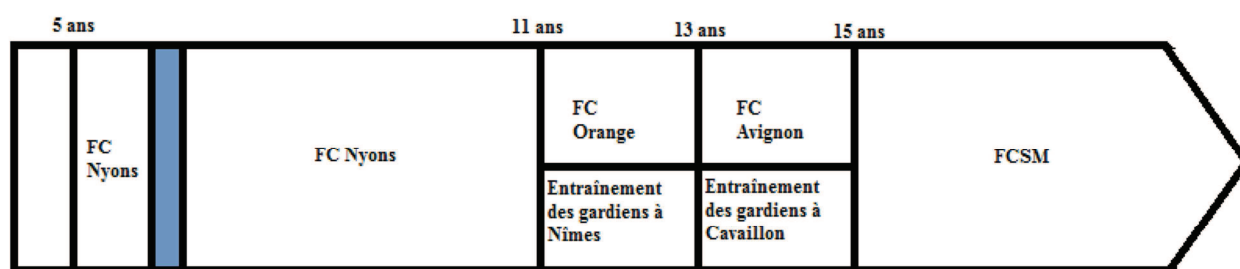 5 ans
11 ans
13 ans
15 ans
FC
Nyons
FC Nyons
FC
Orange
Entraînement
des gardiens à
Nîmes
FC
Avignon
Entraînement
des gardiens à
Cavaillon
FCSM